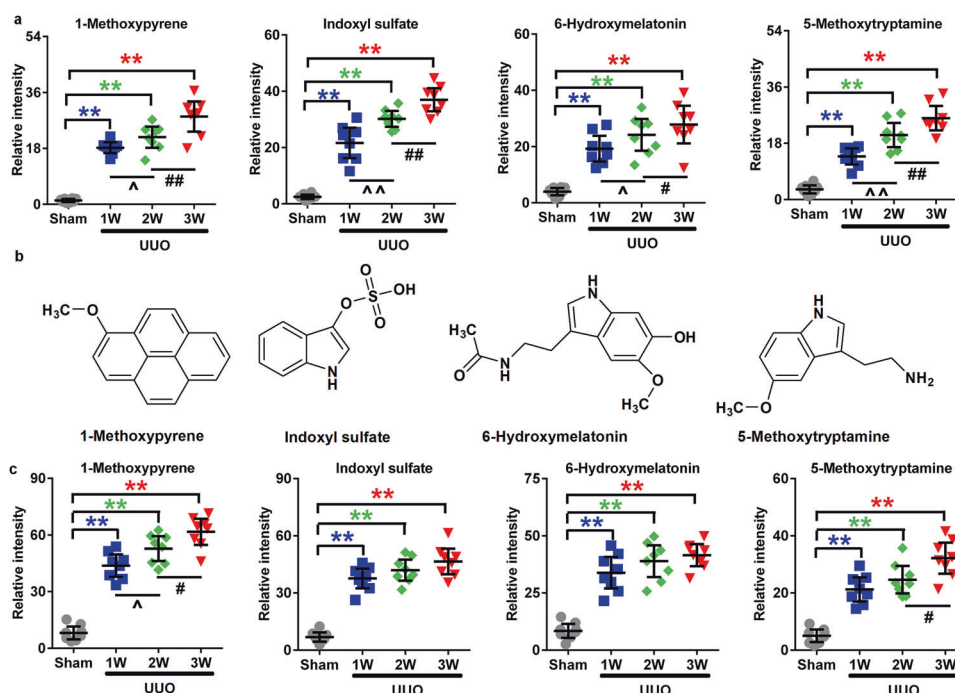 a
1-Methoxypyrene
Indoxyl sulfate
6-Hydroxymelatonin
5-Methoxytryptamine
Relative intensity
54
36
18
0
**
**
**
^
##
Sham
1W
2W
3W
UUO
Relative intensity
60
40
20
0
**
**
**
^^
##
Sham
1W
2W
3W
UUO
Relative intensity
60
40
20
0
**
**
**
^
#
Sham
1W
2W
3W
UUO
Relative intensity
54
36
18
0
**
**
**
^^
##
Sham
1W
2W
3W
UUO
b
H₃C
O
O
S
OH
O
O
N
H
H₃C
O
N
H
H
N
OH
O
H₃C
H
N
NH₂
H₃C
O
1-Methoxypyrene
Indoxyl sulfate
6-Hydroxymelatonin
5-Methoxytryptamine
c
1-Methoxypyrene
Indoxyl sulfate
6-Hydroxymelatonin
5-Methoxytryptamine
Relative intensity
90
60
30
0
**
**
**
^
#
Sham
1W
2W
3W
UUO
Relative intensity
90
60
30
0
**
**
**
Sham
1W
2W
3W
UUO
Relative intensity
75
50
25
0
**
**
**
Sham
1W
2W
3W
UUO
Relative intensity
60
40
20
0
**
**
**
#
Sham
1W
2W
3W
UUO